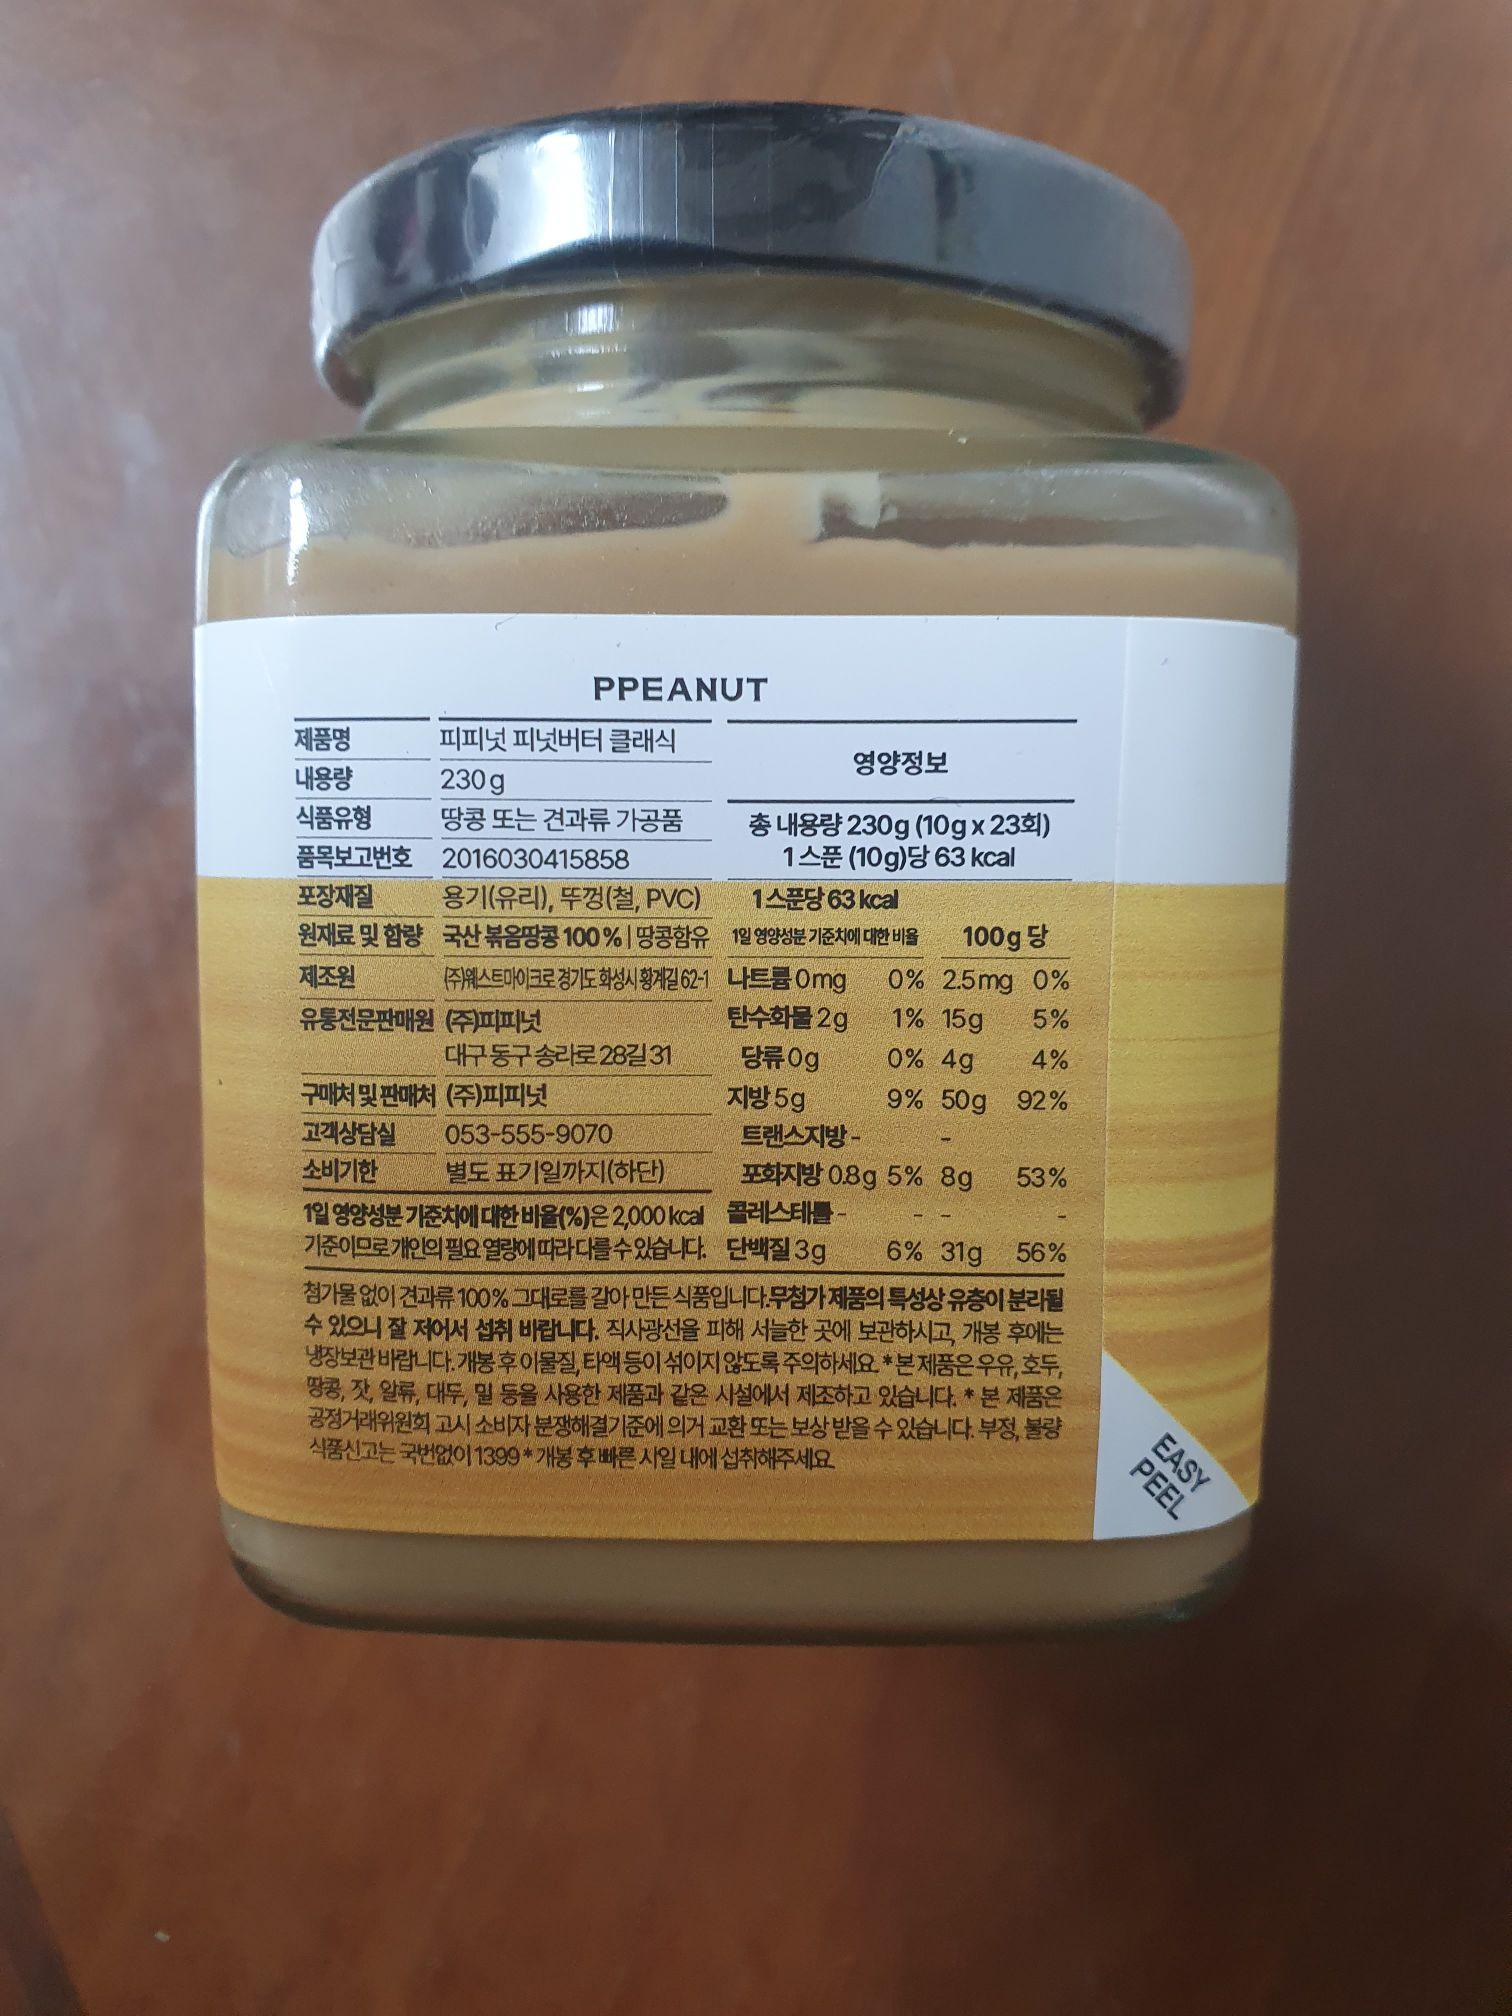 PPEANUT
제품명 피피넛 피넛버터 클래식
내용량 230g
식품유형 땅콩 또는 견과류 가공품
품목보고번호 2016030415858
포장재질 용기(유리), 뚜껑(철, PVC)
원재료 및 함량 국산 볶음땅콩 100% | 땅콩함유
제조원 (주)웨스트마이크로 경기도 화성시 황계길 62-1
유통전문판매원 (주)피피넛
대구 동구 송라로 28길 31
구매처 및 판매처 (주)피피넛
고객상담실 053-555-9070
소비기한 별도 표기일까지(하단)
1일 영양성분 기준치에 대한 비율(%)은 2,000 kcal
기준이므로 개인의 필요 열량에 따라 다를 수 있습니다.
영양정보
총 내용량 230g (10g x 23회)
1스푼 (10g)당 63 kcal
1스푼당 63 kcal
1일 영양성분 기준치에 대한 비율 100g 당
나트륨 0mg 0% 2.5mg 0%
탄수화물 2g 1% 15g 5%
당류 0g 0% 4g 4%
지방 5g 9% 50g 92%
트랜스지방 - -
포화지방 0.8g 5% 8g 53%
콜레스테롤 - - - -
단백질 3g 6% 31g 56%
첨가물 없이 견과류 100% 그대로를 갈아 만든 식품입니다.무첨가 제품의 특성상 유층이 분리될
수 있으니 잘 저어서 섭취 바랍니다. 직사광선을 피해 서늘한 곳에 보관하시고, 개봉 후에는
냉장보관 바랍니다. 개봉 후 이물질, 타액 등이 섞이지 않도록 주의하세요 *본 제품은 우유, 호두,
땅콩, 잣, 알류, 대두, 밀 등을 사용한 제품과 같은 시설에서 제조하고 있습니다. * 본 제품은
공정거래위원회 고시 소비자 분쟁해결기준에 의거 교환 또는 보상 받을 수 있습니다. 부정, 불량
식품신고는 국번없이 1399 * 개봉 후 빠른 시일 내에 섭취해주세요
EASY
PEEL